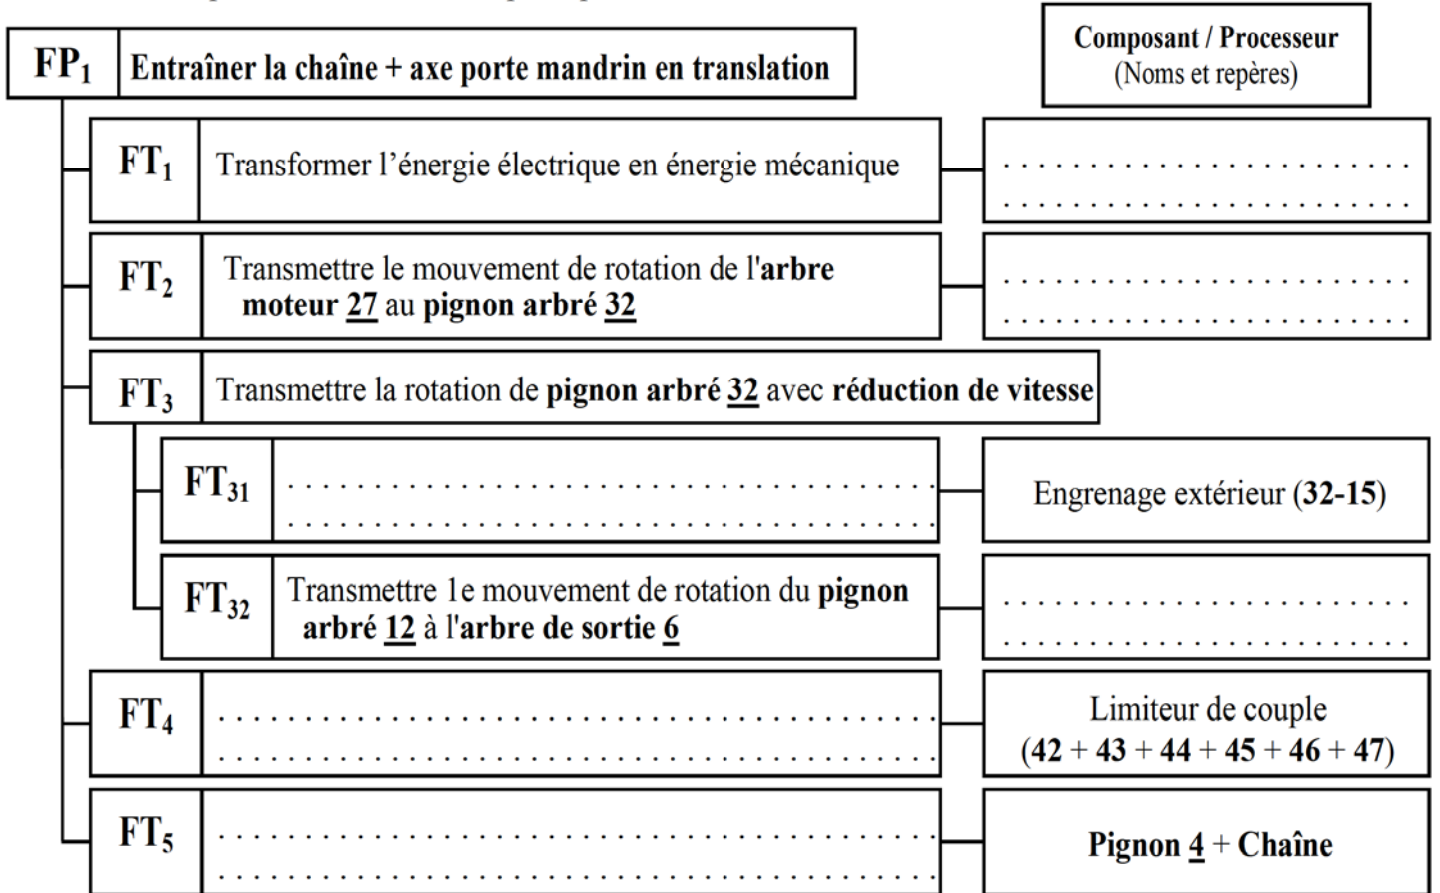 FP1 Entraîner la chaîne + axe porte mandrin en translation
Composant / Processeur
(Noms et repères)
FT1 Transformer l’énergie électrique en énergie mécanique
. . . . . . . . . . . . . . . . . . . . . . . .
. . . . . . . . . . . . . . . . . . . . . . . .
FT2 Transmettre le mouvement de rotation de l'arbre
moteur 27 au pignon arbré 32
. . . . . . . . . . . . . . . . . . . . . . . .
. . . . . . . . . . . . . . . . . . . . . . . .
FT3 Transmettre la rotation de pignon arbré 32 avec réduction de vitesse
FT31 . . . . . . . . . . . . . . . . . . . . . . . . . . . . . . . . . . . . . .
. . . . . . . . . . . . . . . . . . . . . . . . . . . . . . . . . . . . . .
Engrenage extérieur (32-15)
FT32 Transmettre le mouvement de rotation du pignon
arbré 12 à l'arbre de sortie 6
. . . . . . . . . . . . . . . . . . . . . . . .
. . . . . . . . . . . . . . . . . . . . . . . .
FT4 . . . . . . . . . . . . . . . . . . . . . . . . . . . . . . . . . . . . . . . . . .
. . . . . . . . . . . . . . . . . . . . . . . . . . . . . . . . . . . . . . . . . .
Limiteur de couple
(42 + 43 + 44 + 45 + 46 + 47)
FT5 . . . . . . . . . . . . . . . . . . . . . . . . . . . . . . . . . . . . . . . . . .
. . . . . . . . . . . . . . . . . . . . . . . . . . . . . . . . . . . . . . . . . .
Pignon 4 + Chaîne